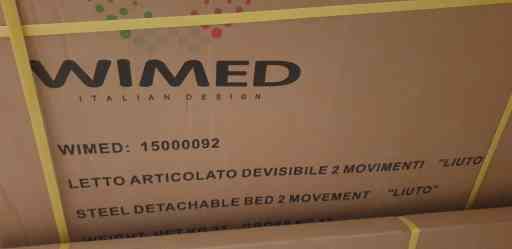 WIMED
ITALIAN DESIGN
WIMED: 15000092
LETTO ARTICOLATO DEVISIBILE 2 MOVIMENTI "LIUTO
STEEL DETACHABLE BED 2 MOVEMENT "LIUTO"